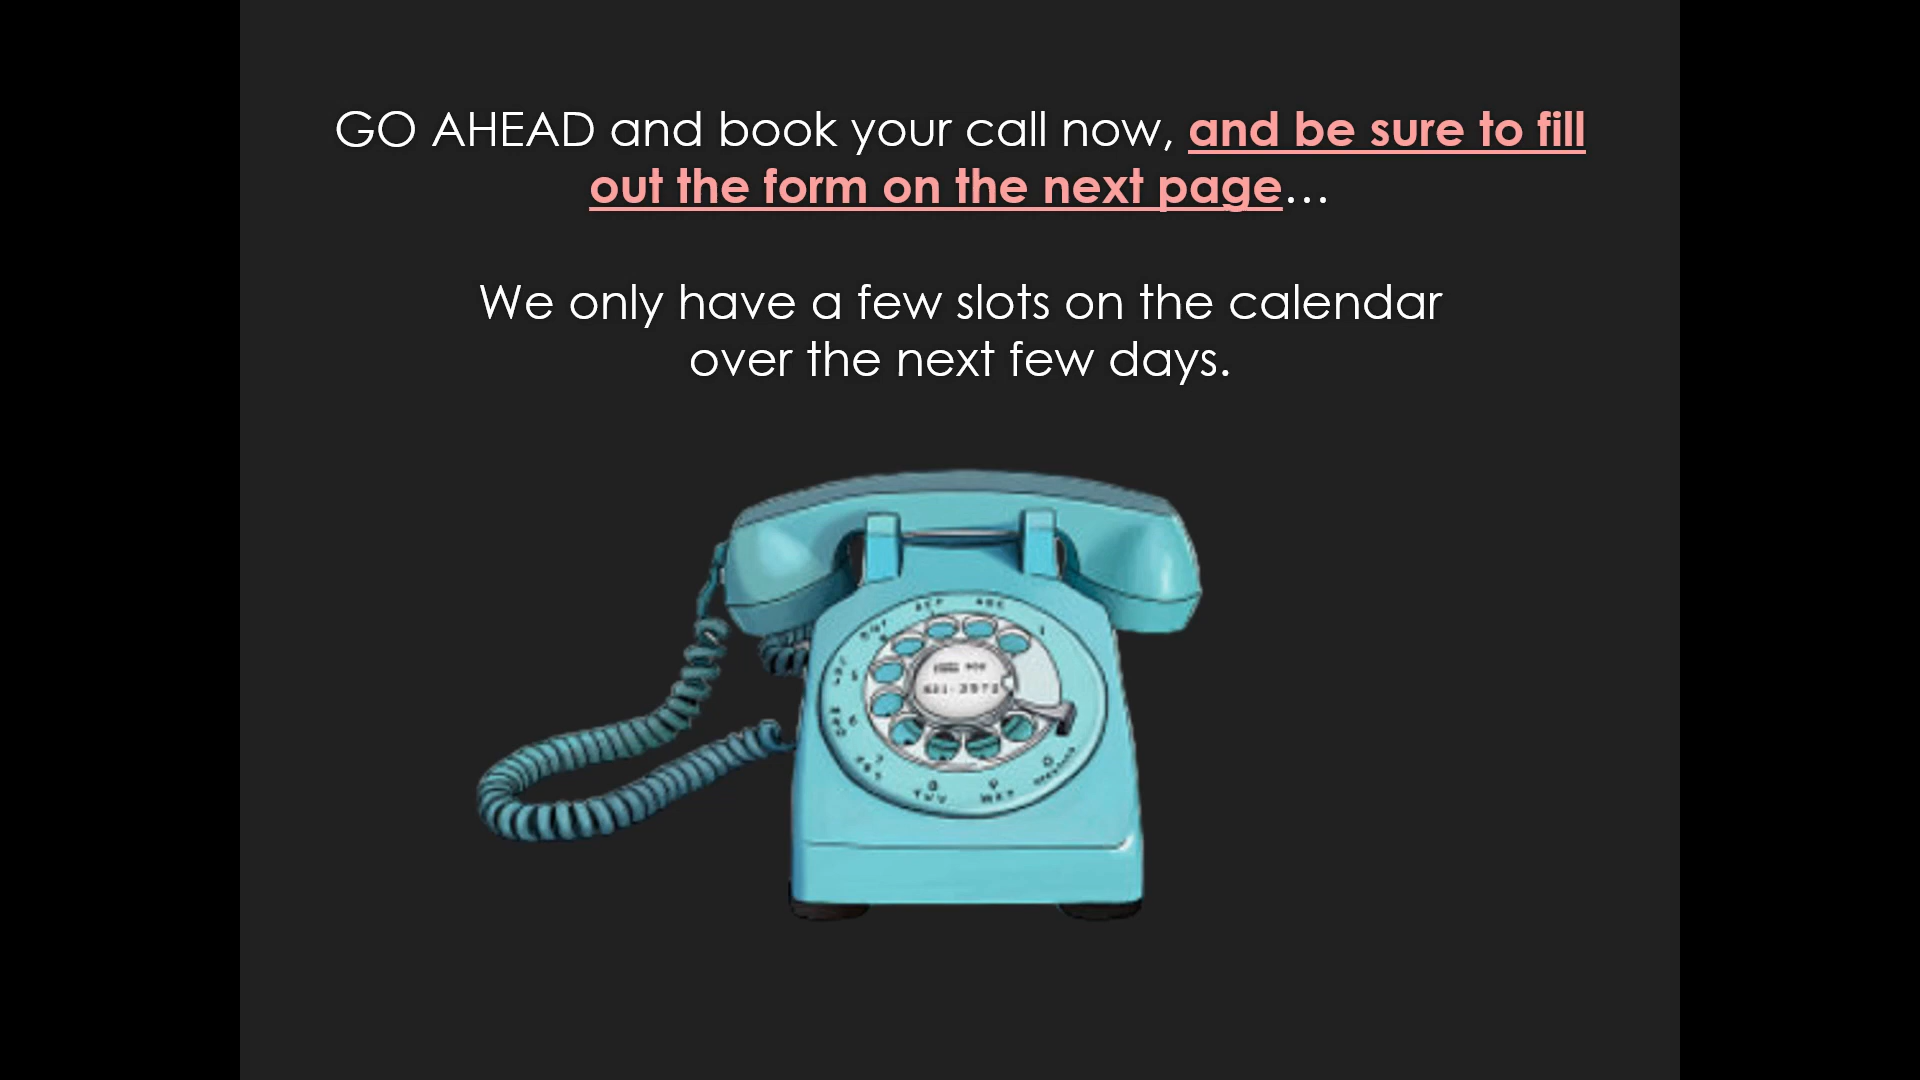 GO AHEAD and book your call now, and be sure to fill
out the form on the next page…
We only have a few slots on the calendar
over the next few days.